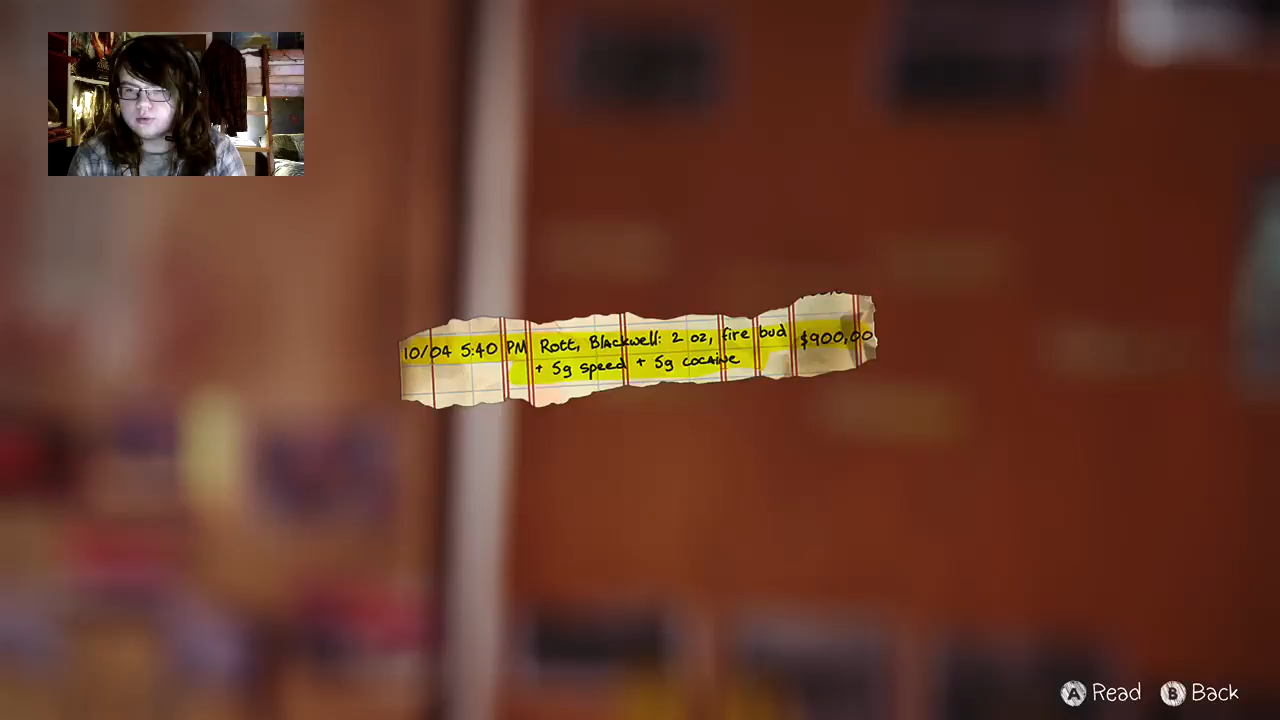 10/04 5:40 PM Rott, Blackwell: 2 oz, fire bud $900,00
+ 5g speed + 5g cocaine
A Read B Back